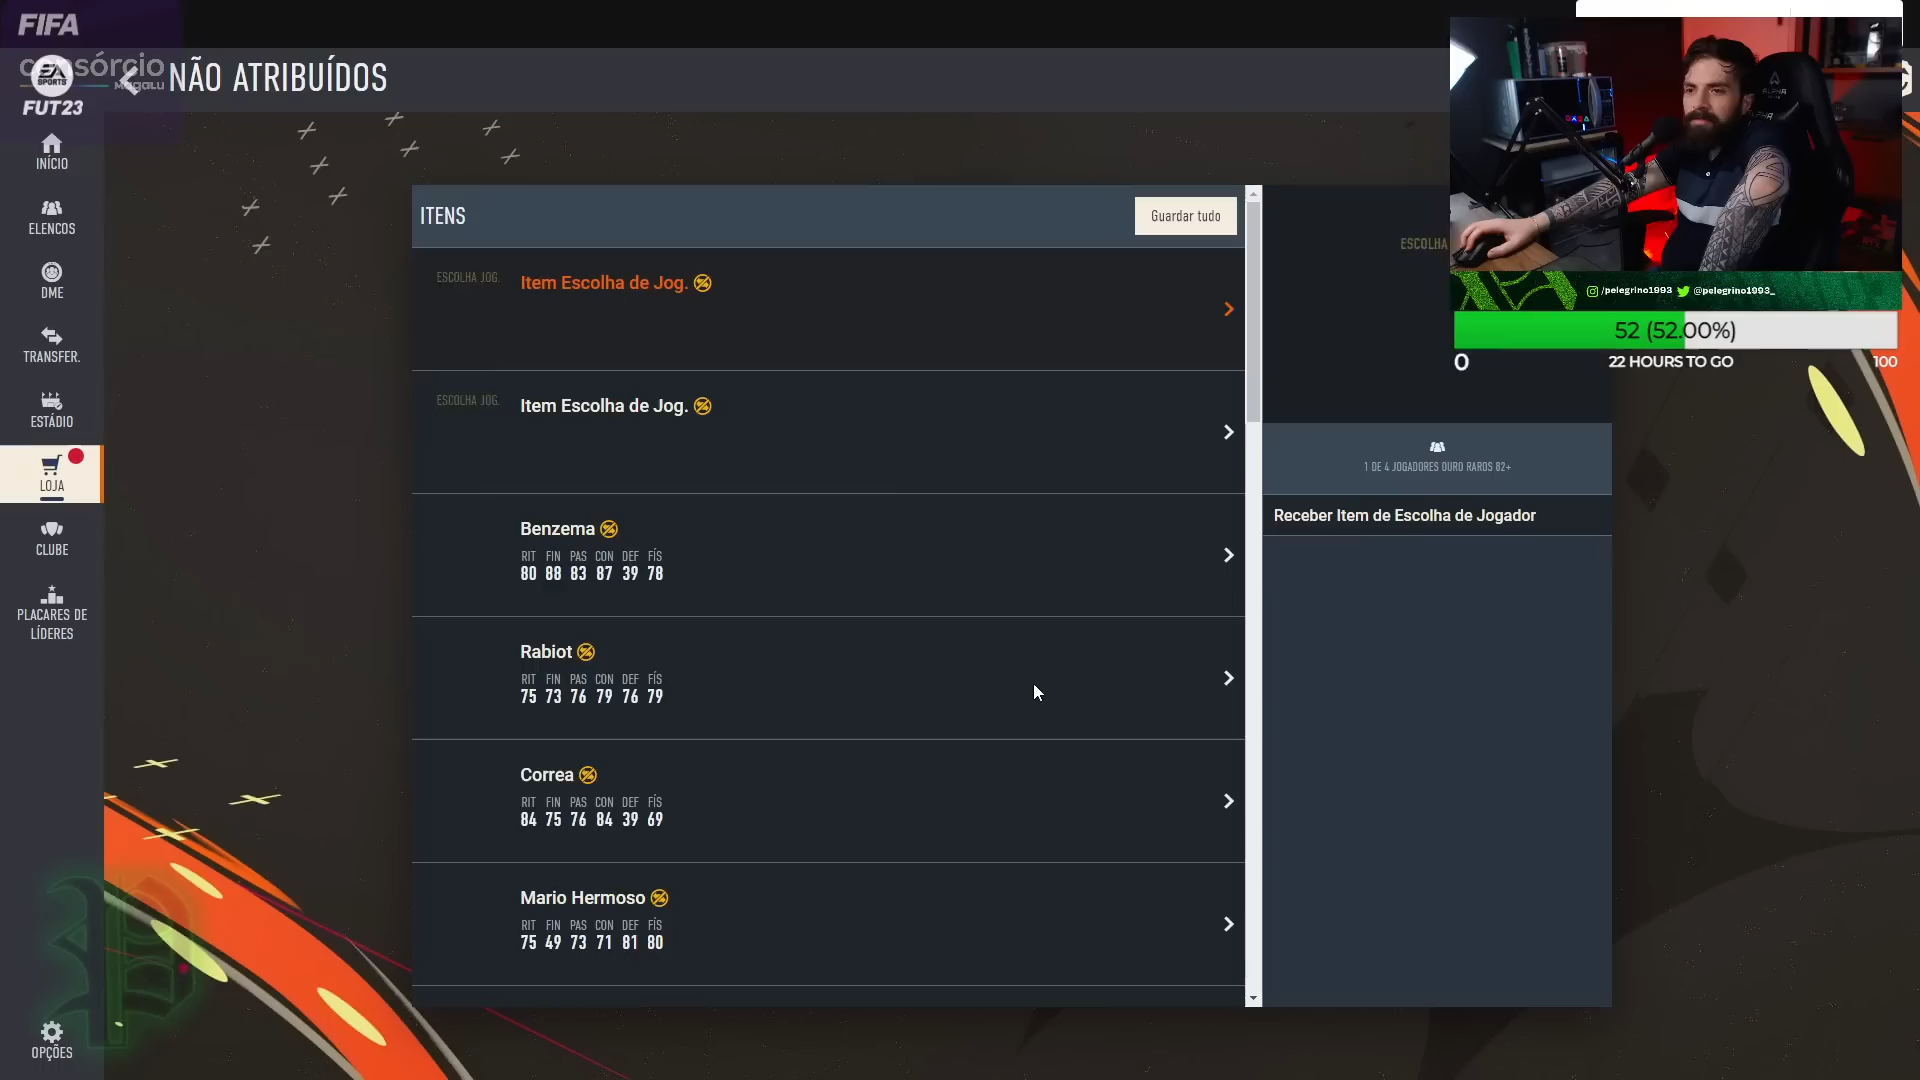 FIFA
consórcio
Magalu
EA
SPORTS
FUT23
NÃO ATRIBUÍDOS
INÍCIO
ELENCOS
DME
TRANSFER.
ESTÁDIO
LOJA
CLUBE
PLACARES DE
LÍDERES
OPÇÕES
ITENS
Guardar tudo
ESCOLHA JOG.
Item Escolha de Jog.
ESCOLHA JOG.
Item Escolha de Jog.
Benzema
RIT FIN PAS CON DEF FÍS
80 88 83 87 39 78
Rabiot
RIT FIN PAS CON DEF FÍS
75 73 76 79 76 79
Correa
RIT FIN PAS CON DEF FÍS
84 75 76 84 39 69
Mario Hermoso
RIT FIN PAS CON DEF FÍS
75 49 73 71 81 80
ESCOLHA
1 DE 4 JOGADORES OURO RAROS 82+
Receber Item de Escolha de Jogador
ALPHA
/pelegrino1993 @pelegrino1993_
52 (52.00%)
0 22 HOURS TO GO 100